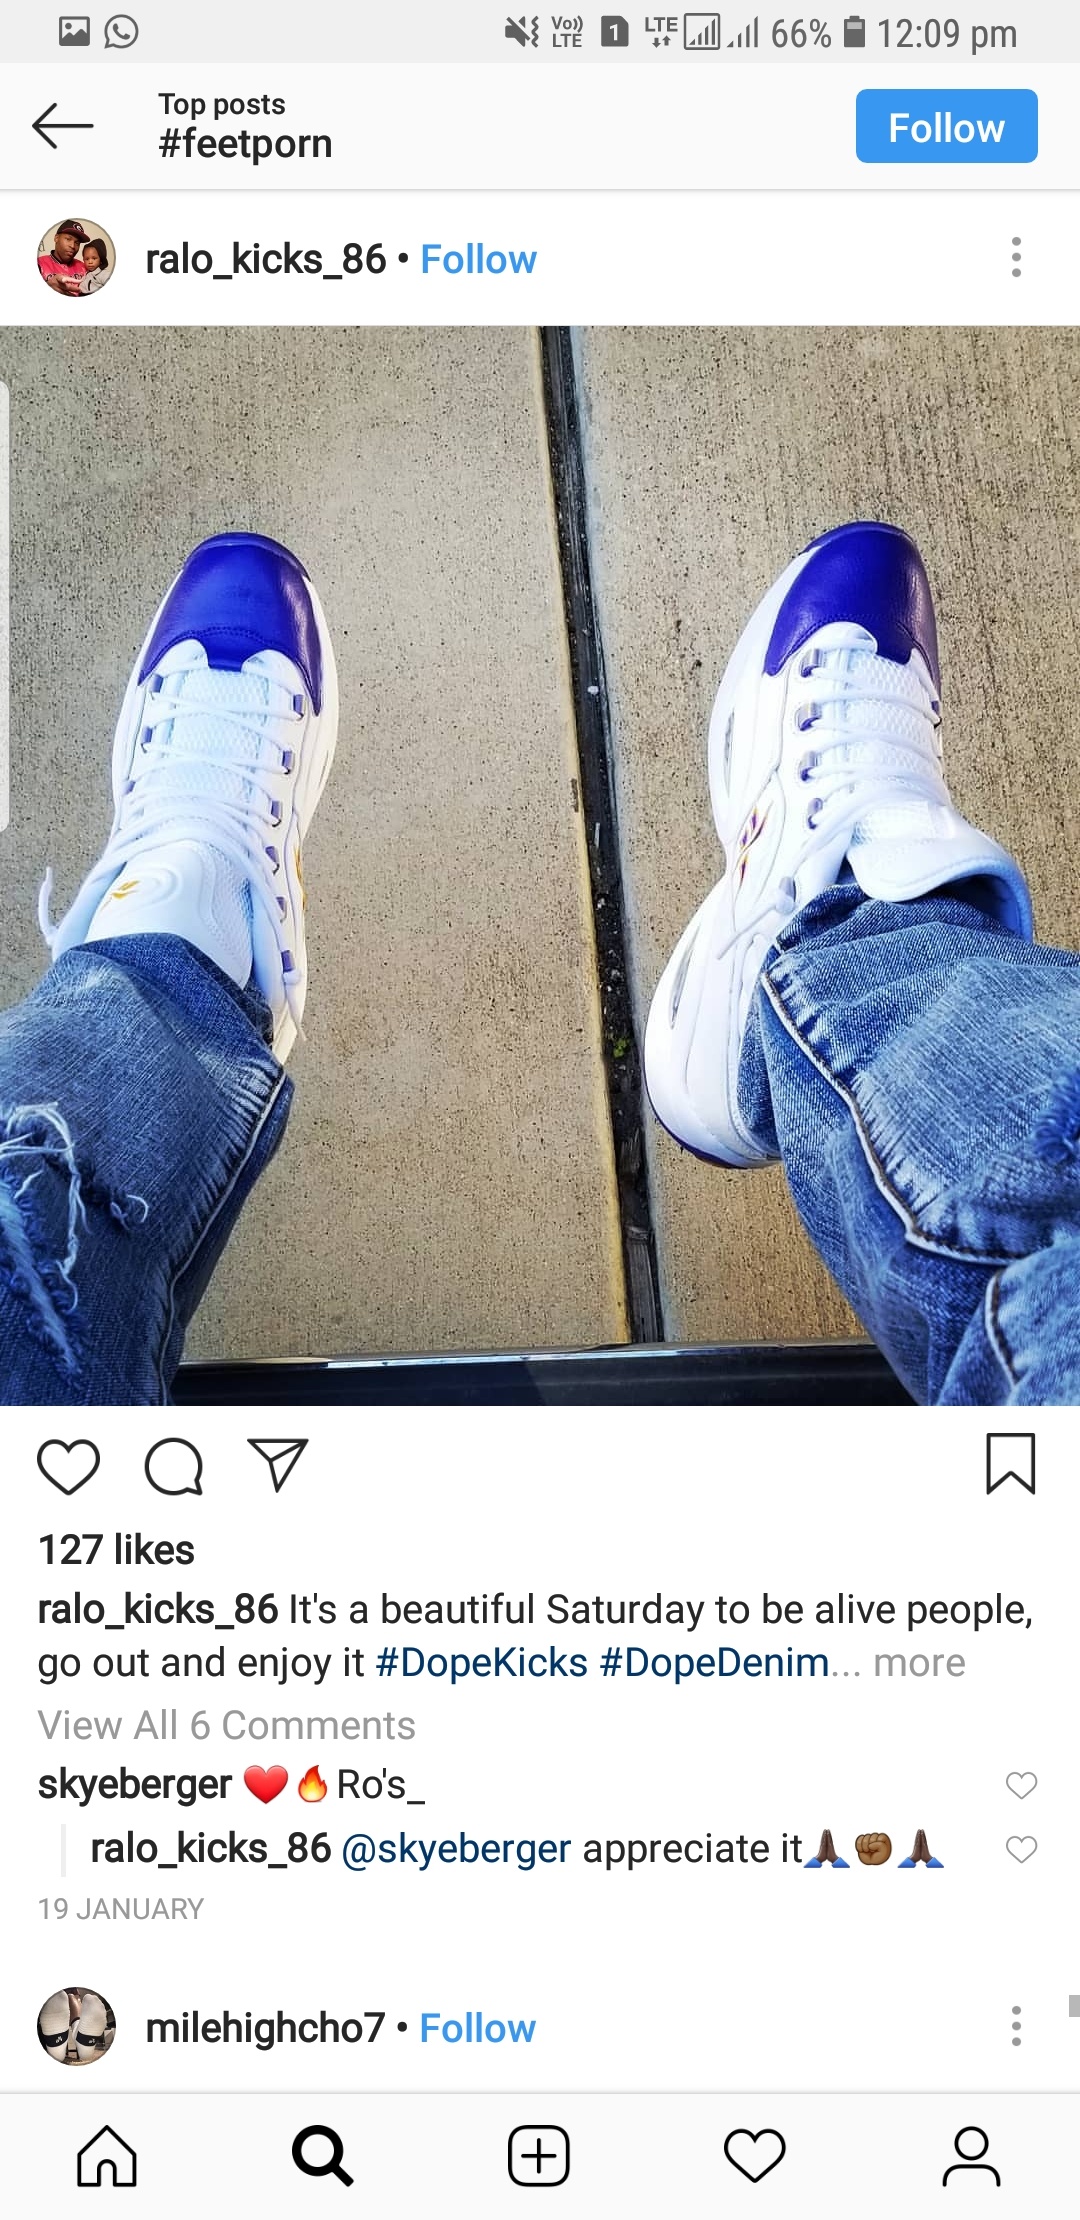 Vo)) LTE 1 LTE 66% 12:09 pm
Top posts
#feetporn
Follow
ralo_kicks_86 • Follow
127 likes
ralo_kicks_86 It's a beautiful Saturday to be alive people,
go out and enjoy it #DopeKicks #DopeDenim... more
View All 6 Comments
skyeberger ❤️🔥Ro's_
ralo_kicks_86 @skyeberger appreciate it🙏🏿✊🏾🙏🏿
19 JANUARY
milehighcho7 • Follow